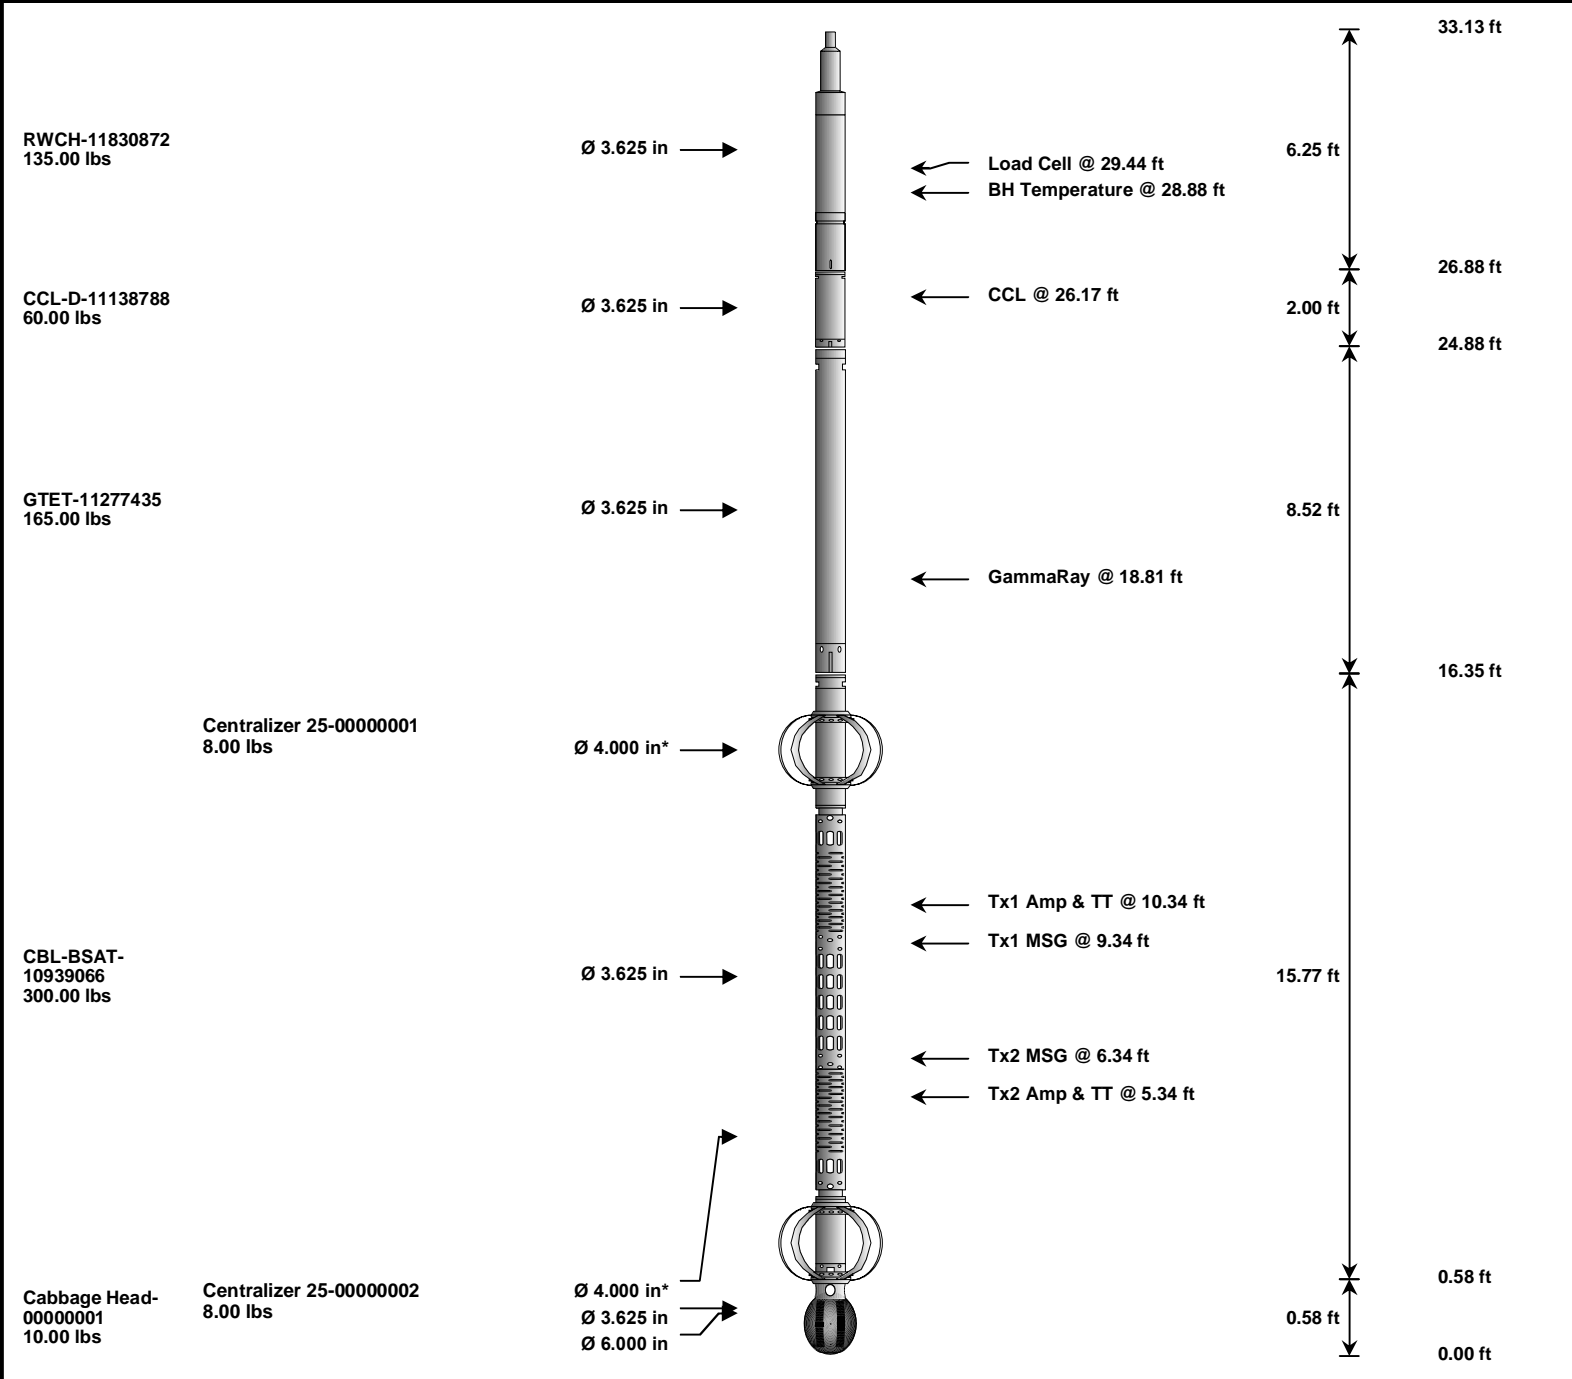 33.13 ft
RWCH-11830872
135.00 lbs
Ø 3.625 in
Load Cell @ 29.44 ft
BH Temperature @ 28.88 ft
6.25 ft
26.88 ft
CCL-D-11138788
60.00 lbs
Ø 3.625 in
CCL @ 26.17 ft
2.00 ft
24.88 ft
GTET-11277435
165.00 lbs
Ø 3.625 in
8.52 ft
GammaRay @ 18.81 ft
16.35 ft
Centralizer 25-00000001
8.00 lbs
Ø 4.000 in*
Tx1 Amp & TT @ 10.34 ft
Tx1 MSG @ 9.34 ft
CBL-BSAT-
10939066
300.00 lbs
Ø 3.625 in
15.77 ft
Tx2 MSG @ 6.34 ft
Tx2 Amp & TT @ 5.34 ft
0.58 ft
Cabbage Head-
00000001
10.00 lbs
Centralizer 25-00000002
8.00 lbs
Ø 4.000 in*
Ø 3.625 in
Ø 6.000 in
0.58 ft
0.00 ft